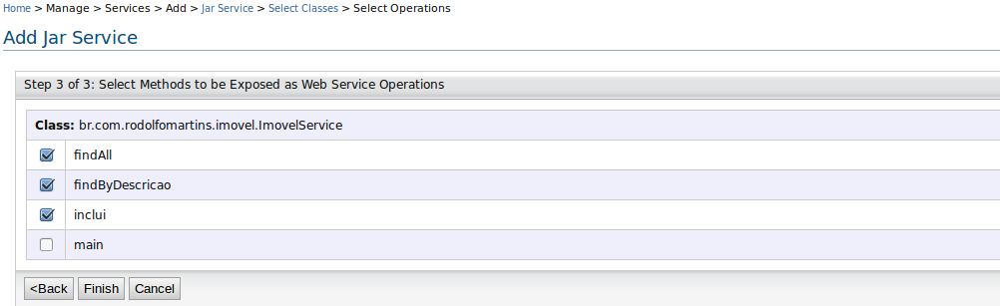 Home > Manage > Services > Add > Jar Service > Select Classes > Select Operations
Add Jar Service
Step 3 of 3: Select Methods to be Exposed as Web Service Operations
Class: br.com.rodolfomartins.imovel.ImovelService
findAll
findByDescricao
inclui
main
<Back Finish Cancel